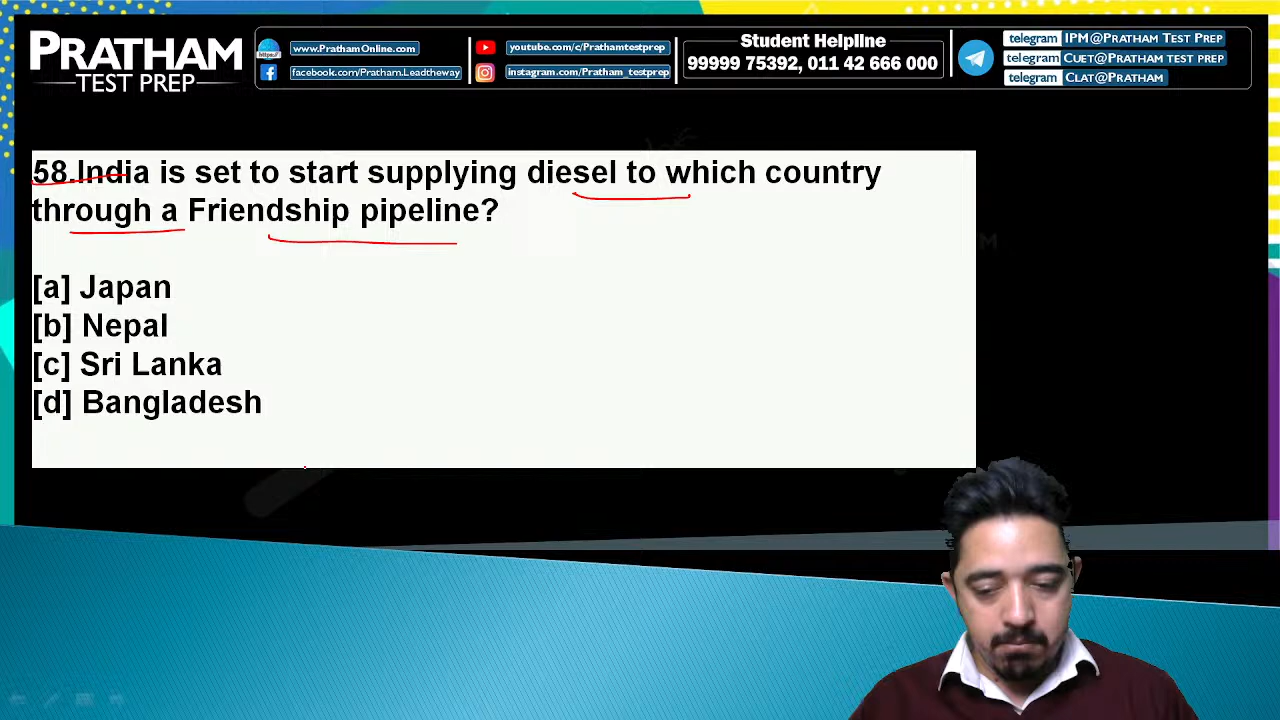 PRATHAM
TEST PREP
https://
www.PrathamOnline.com
facebook.com/Pratham.Leadtheway
youtube.com/c/Prathamtestprep
instagram.com/Pratham_testprep
Student Helpline
99999 75392, 011 42 666 000
telegram IPM@PRATHAM TEST PREP
telegram CUET@PRATHAM TEST PREP
telegram CLAT@PRATHAM
58.India is set to start supplying diesel to which country
through a Friendship pipeline?
[a] Japan
[b] Nepal
[c] Sri Lanka
[d] Bangladesh